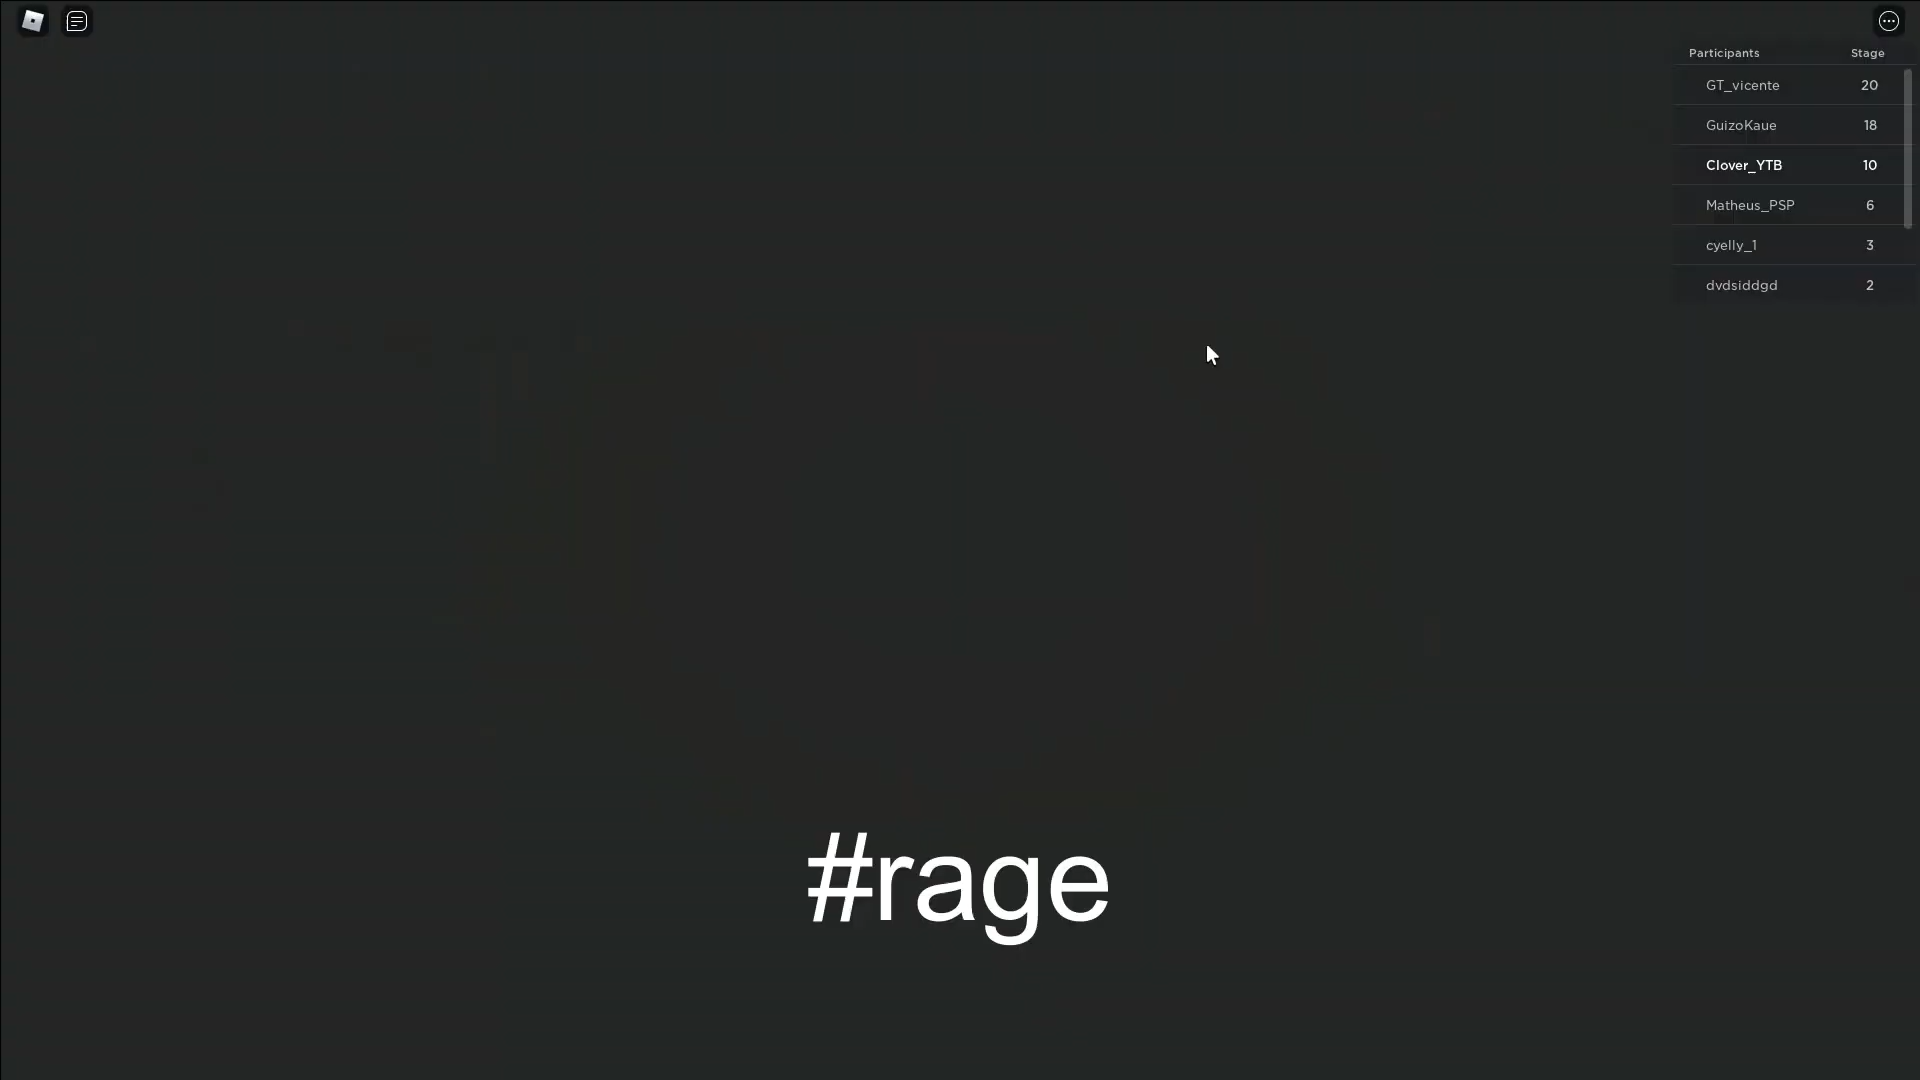 Participants Stage
GT_vicente 20
GuizoKaue 18
Clover_YTB 10
Matheus_PSP 6
cyelly_1 3
dvdsiddgd 2
#rage